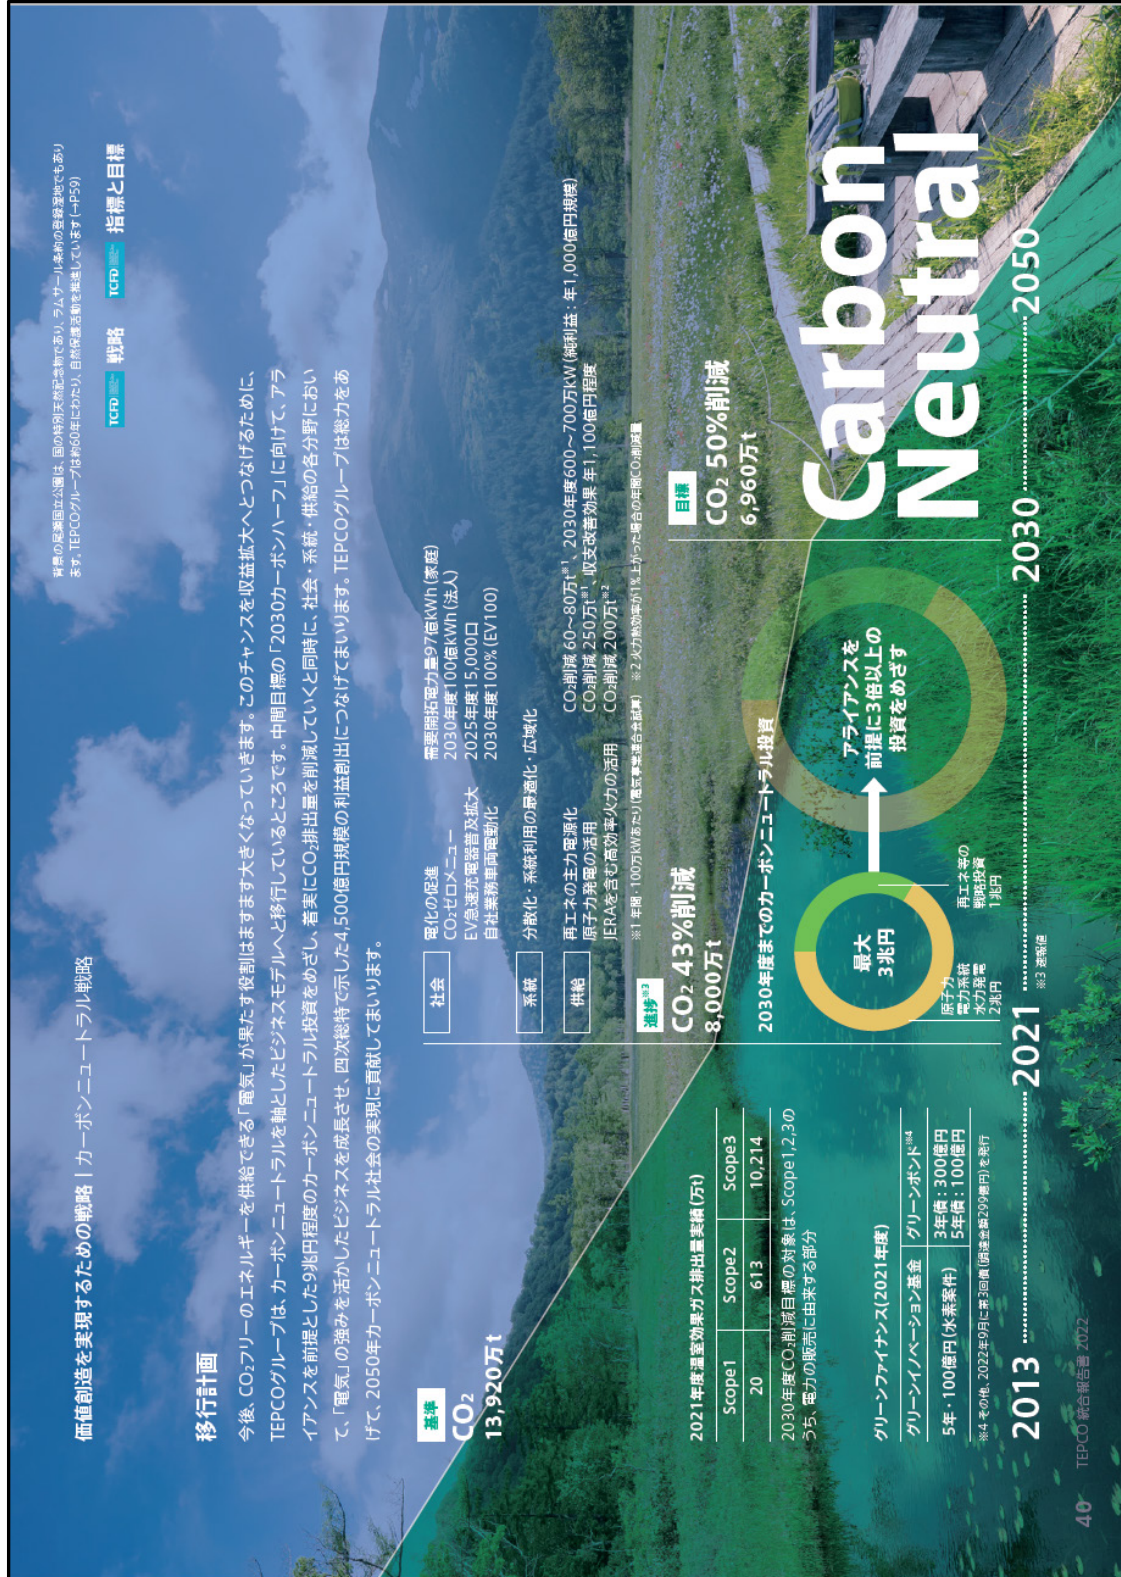 価値創造を実現するための戦略 | カーボンニュートラル戦略
背景の尾瀬国立公園は、国の特別天然記念物であり、ラムサール条約の登録湿地でもあり
ます。TEPCOグループは約60年にわたり、自然保護活動を推進しています(→P59)
TCFD 戦略 TCFD 指標と目標
移行計画
今後、CO₂フリーのエネルギーを供給できる「電気」が果たす役割はますます大きくなっていきます。このチャンスを収益拡大へとつなげるために、
TEPCOグループは、カーボンニュートラルを軸としたビジネスモデルへと移行しているところです。中間目標の「2030カーボンハーフ」に向けて、アラ
イアンスを前提とした9兆円程度のカーボンニュートラル投資をめざし、着実にCO₂排出量を削減していくと同時に、社会・系統・供給の各分野におい
て、「電気」の強みを活かしたビジネスを成長させ、四次総特で示した4,500億円規模の利益創出につなげてまいります。TEPCOグループは総力をあ
げて、2050年カーボンニュートラル社会の実現に貢献してまいります。
基準
CO₂
13,920万t
社会
電化の促進 需要開拓電力量97億kWh(家庭)
CO₂ゼロメニュー 2030年度100億kWh(法人)
EV急速充電器普及拡大 2025年度15,000口
自社業務車両電動化 2030年度100%(EV100)
系統
分散化・系統利用の最適化・広域化
供給
再エネの主力電源化 CO₂削減 60~80万t※1、2030年度600~700万kW(純利益:年1,000億円規模)
原子力発電の活用 CO₂削減 250万t※1、収支改善効果 年1,100億円程度
JERAを含む高効率火力の活用 CO₂削減 200万t※2
※1 年間・100万kWあたり(電気事業連合会試算) ※2 火力熱効率が1%上がった場合の年間CO₂削減量
進捗※3
CO₂ 43%削減
8,000万t
目標
CO₂ 50%削減
6,960万t
2021年度温室効果ガス排出量実績(万t)
Scope1 Scope2 Scope3
20 613 10,214
2030年度CO₂削減目標の対象は、Scope1,2,3の
うち、電力の販売に由来する部分
2030年度までのカーボンニュートラル投資
最大
3兆円
原子力
電力系統
水力発電
2兆円
再エネ等の
戦略投資
1兆円
アライアンスを
前提に3倍以上の
投資をめざす
Carbon
Neutral
グリーンファイナンス(2021年度)
グリーンイノベーション基金 グリーンボンド※4
5年・100億円(水素案件) 3年債:300億円
5年債:100億円
※4 その他、2022年9月に第3回債(調達金額299億円)を発行
※3 速報値
2013 2021 2030 2050
40 TEPCO 統合報告書 2022